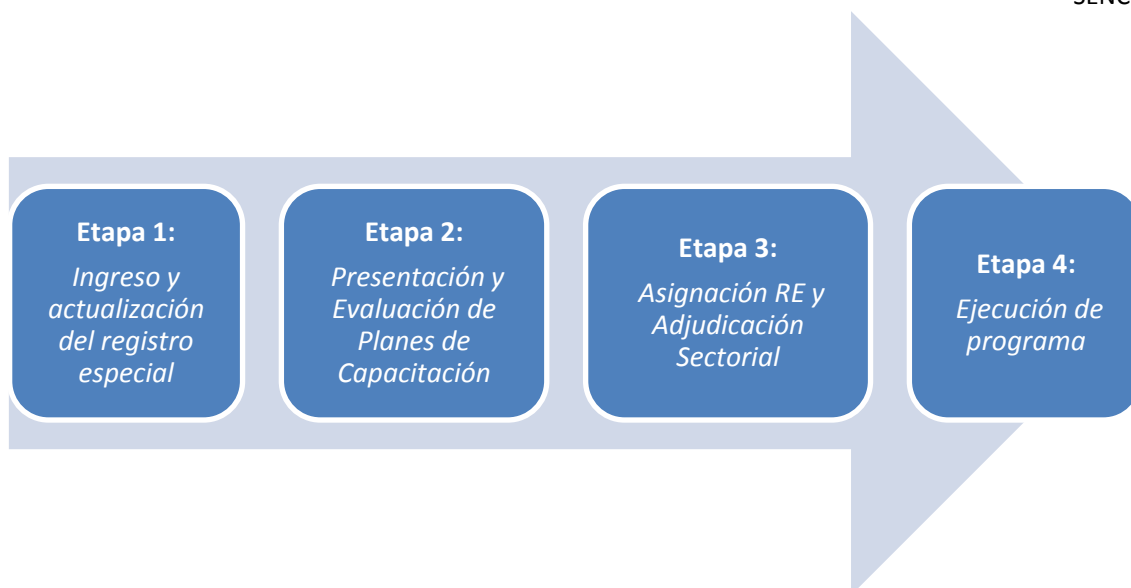 SENC
Etapa 1:
Ingreso y
actualización
del registro
especial
Etapa 2:
Presentación y
Evaluación de
Planes de
Capacitación
Etapa 3:
Asignación RE y
Adjudicación
Sectorial
Etapa 4:
Ejecución de
programa